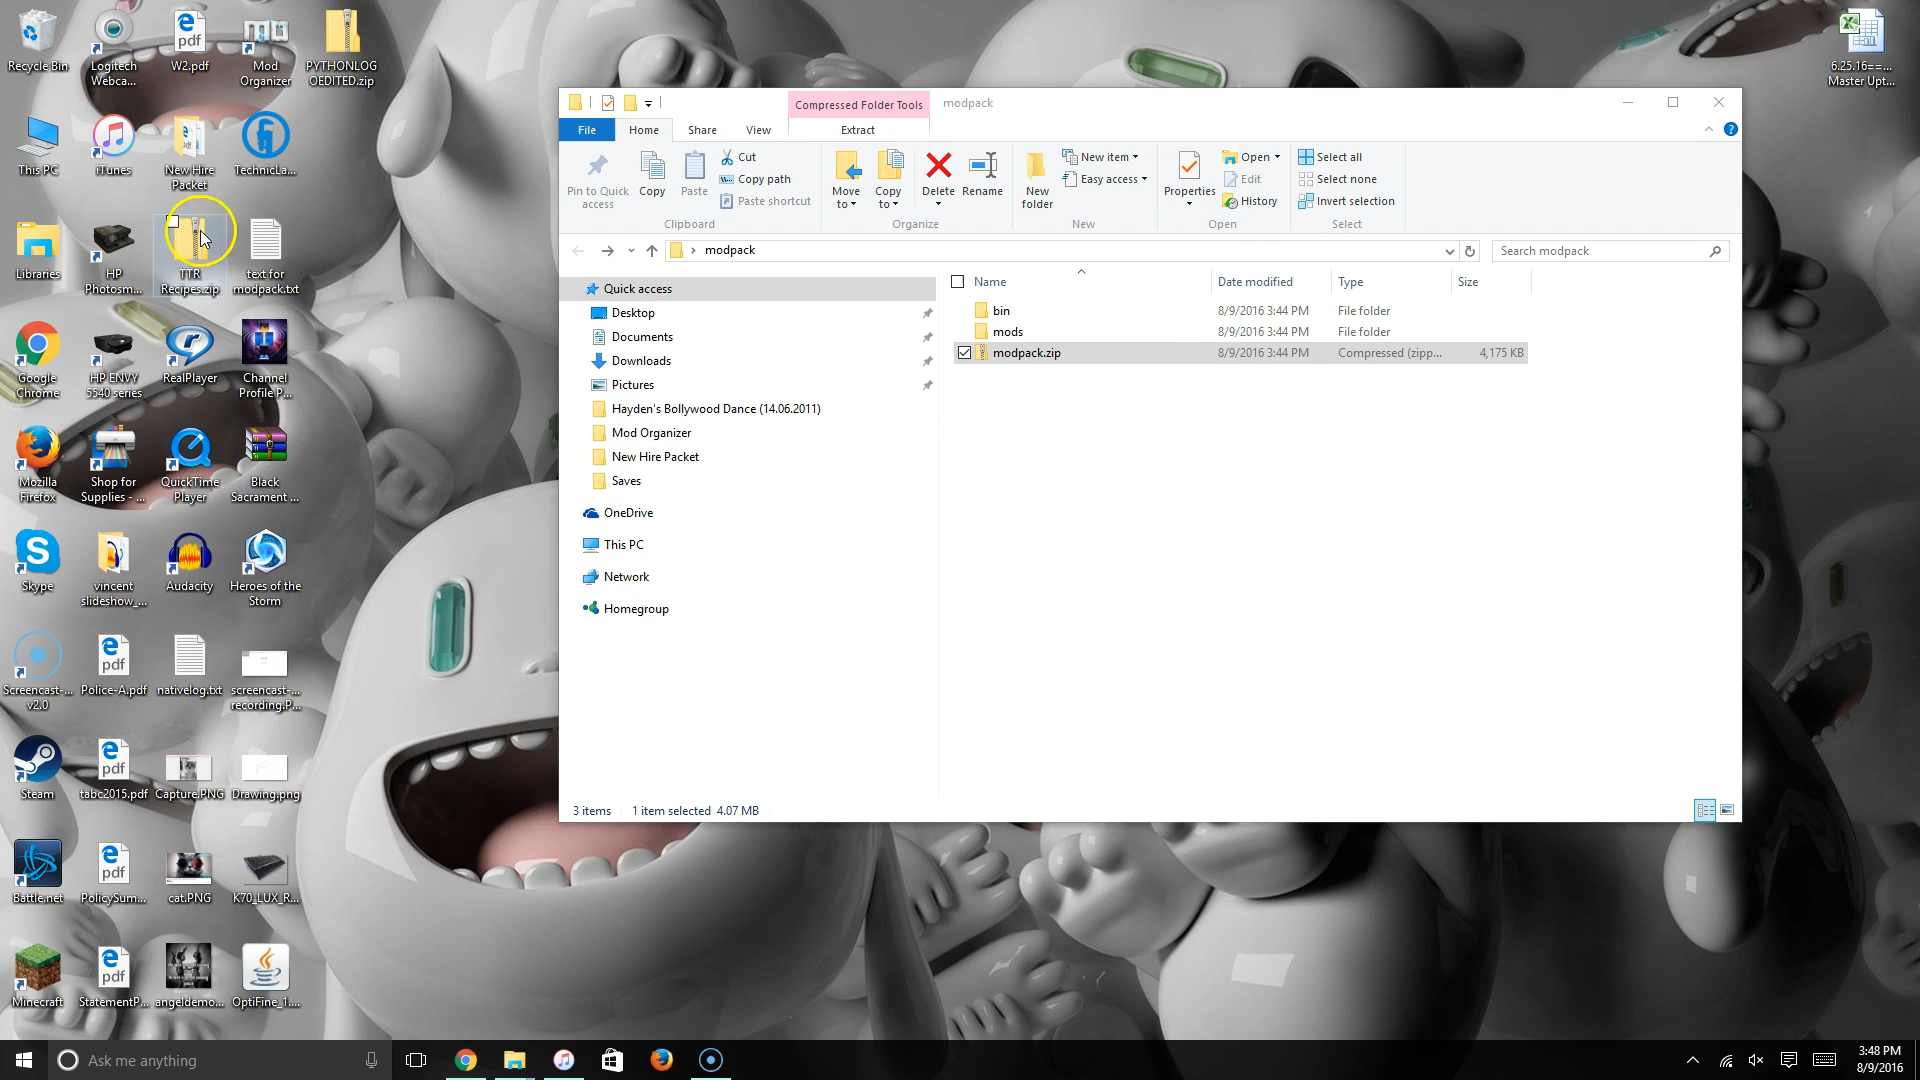 Recycle Bin
Logitech
Webca...
W2.pdf
Mod
Organizer
PYTHONLOG
OEDITED.zip
This PC
iTunes
New Hire
Packet
TechnicLa...
Libraries
HP
Photosm...
TTR
Recipes.zip
text for
modpack.txt
Google
Chrome
HP ENVY
5540 series
RealPlayer
Channel
Profile P...
Mozilla
Firefox
Shop for
Supplies - ...
QuickTime
Player
Black
Sacrament ...
Skype
vincent
slideshow_...
Audacity
Heroes of the
Storm
Screencast-...
v2.0
Police-A.pdf
nativelog.txt
screencast-...
recording.P...
Steam
tabc2015.pdf
Capture.PNG
Drawing.png
Battle.net
PolicySum...
cat.PNG
K70_LUX_R...
Minecraft
StatementP...
angeldemo...
OptiFine_1....
6.25.16==...
Master Upt...
Compressed Folder Tools
modpack
File
Home
Share
View
Extract
Pin to Quick
access
Copy
Paste
Cut
Copy path
Paste shortcut
Clipboard
Move
to
Copy
to
Delete
Rename
Organize
New
folder
New item
Easy access
New
Properties
Open
Edit
History
Open
Select all
Select none
Invert selection
Select
modpack
Search modpack
Quick access
Desktop
Documents
Downloads
Pictures
Hayden's Bollywood Dance (14.06.2011)
Mod Organizer
New Hire Packet
Saves
OneDrive
This PC
Network
Homegroup
Name Date modified Type Size
bin 8/9/2016 3:44 PM File folder
mods 8/9/2016 3:44 PM File folder
modpack.zip 8/9/2016 3:44 PM Compressed (zipp... 4,175 KB
3 items 1 item selected 4.07 MB
Ask me anything
3:48 PM
8/9/2016